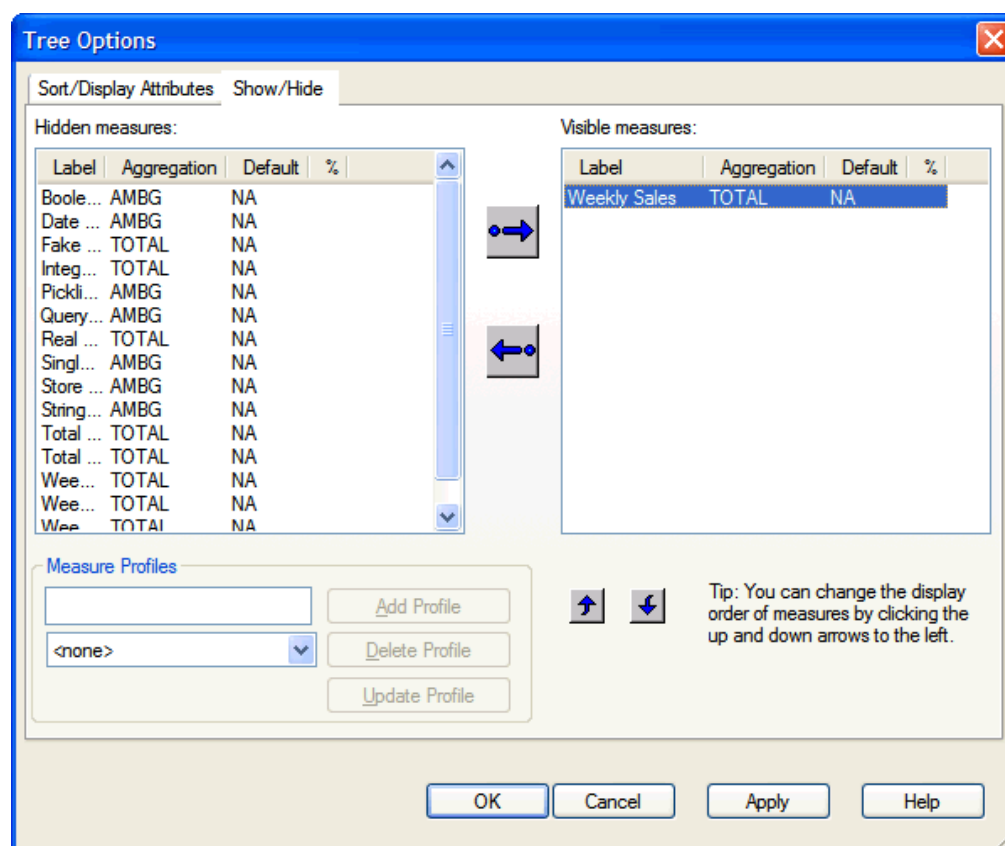 Tree Options
Sort/Display Attributes Show/Hide
Hidden measures:
Label Aggregation Default %
Boole... AMBG NA
Date ... AMBG NA
Fake ... TOTAL NA
Integ... TOTAL NA
Pickli... AMBG NA
Query... AMBG NA
Real ... TOTAL NA
Singl... AMBG NA
Store ... AMBG NA
String... AMBG NA
Total ... TOTAL NA
Total ... TOTAL NA
Wee... TOTAL NA
Wee... TOTAL NA
Wee... TOTAL NA
Visible measures:
Label Aggregation Default %
Weekly Sales TOTAL NA
Measure Profiles
Add Profile
<none>
Delete Profile
Update Profile
Tip: You can change the display
order of measures by clicking the
up and down arrows to the left.
OK Cancel Apply Help